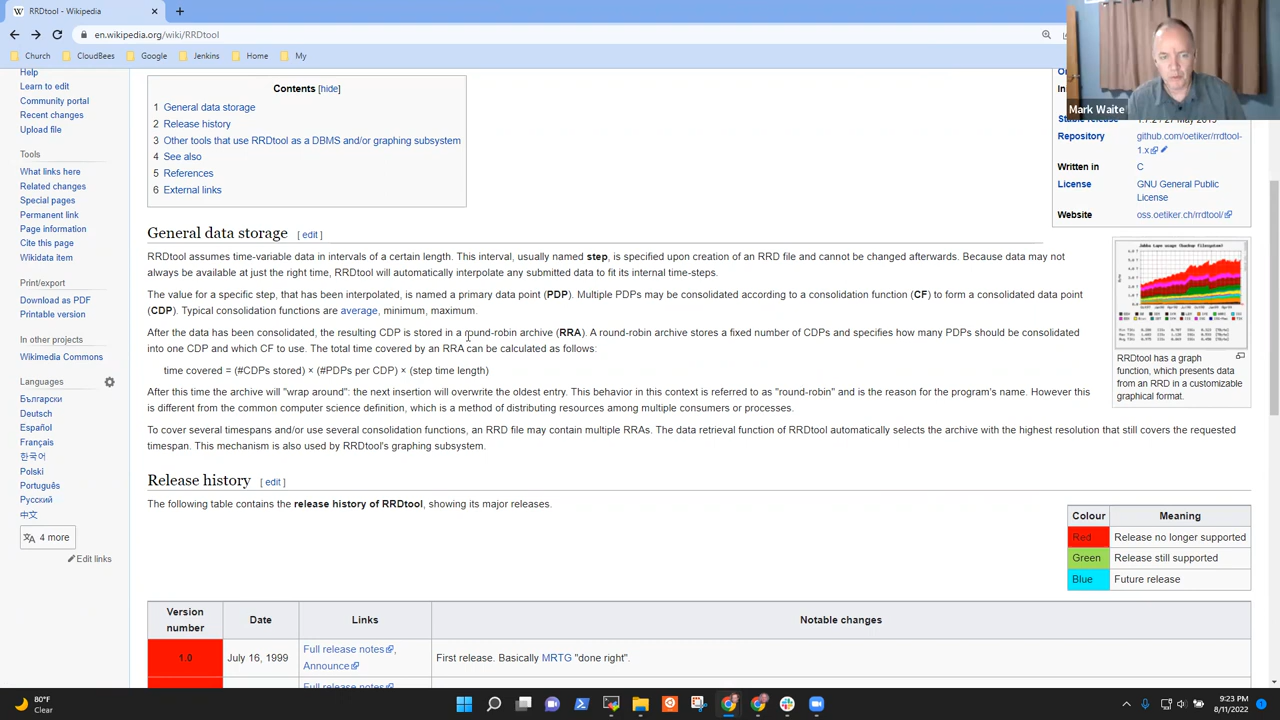 RRDtool - Wikipedia
en.wikipedia.org/wiki/RRDtool
Church
CloudBees
Google
Jenkins
Home
My
Mark Waite
Help
Learn to edit
Community portal
Recent changes
Upload file
Tools
What links here
Related changes
Special pages
Permanent link
Page information
Cite this page
Wikidata item
Print/export
Download as PDF
Printable version
In other projects
Wikimedia Commons
Languages
Български
Deutsch
Español
Français
한국어
Polski
Português
Русский
中文
4 more
Edit links
Contents [hide]
1 General data storage
2 Release history
3 Other tools that use RRDtool as a DBMS and/or graphing subsystem
4 See also
5 References
6 External links
Repository
github.com/oetiker/rrdtool-
1.x
Written in
C
License
GNU General Public
License
Website
oss.oetiker.ch/rrdtool/
General data storage [ edit ]
RRDtool assumes time-variable data in intervals of a certain length. This interval, usually named step, is specified upon creation of an RRD file and cannot be changed afterwards. Because data may not
always be available at just the right time, RRDtool will automatically interpolate any submitted data to fit its internal time-steps.
The value for a specific step, that has been interpolated, is named a primary data point (PDP). Multiple PDPs may be consolidated according to a consolidation function (CF) to form a consolidated data point
(CDP). Typical consolidation functions are average, minimum, maximum.
After the data has been consolidated, the resulting CDP is stored in a round-robin archive (RRA). A round-robin archive stores a fixed number of CDPs and specifies how many PDPs should be consolidated
into one CDP and which CF to use. The total time covered by an RRA can be calculated as follows:
time covered = (#CDPs stored) × (#PDPs per CDP) × (step time length)
After this time the archive will "wrap around": the next insertion will overwrite the oldest entry. This behavior in this context is referred to as "round-robin" and is the reason for the program's name. However this
is different from the common computer science definition, which is a method of distributing resources among multiple consumers or processes.
To cover several timespans and/or use several consolidation functions, an RRD file may contain multiple RRAs. The data retrieval function of RRDtool automatically selects the archive with the highest resolution that still covers the requested
timespan. This mechanism is also used by RRDtool's graphing subsystem.
RRDtool has a graph
function, which presents data
from an RRD in a customizable
graphical format.
Release history [ edit ]
The following table contains the release history of RRDtool, showing its major releases.
Colour Meaning
Red Release no longer supported
Green Release still supported
Blue Future release
Version
number
Date
Links
Notable changes
1.0
July 16, 1999
Full release notes,
Announce
First release. Basically MRTG "done right".
Full release notes
80°F
Clear
9:23 PM
8/11/2022